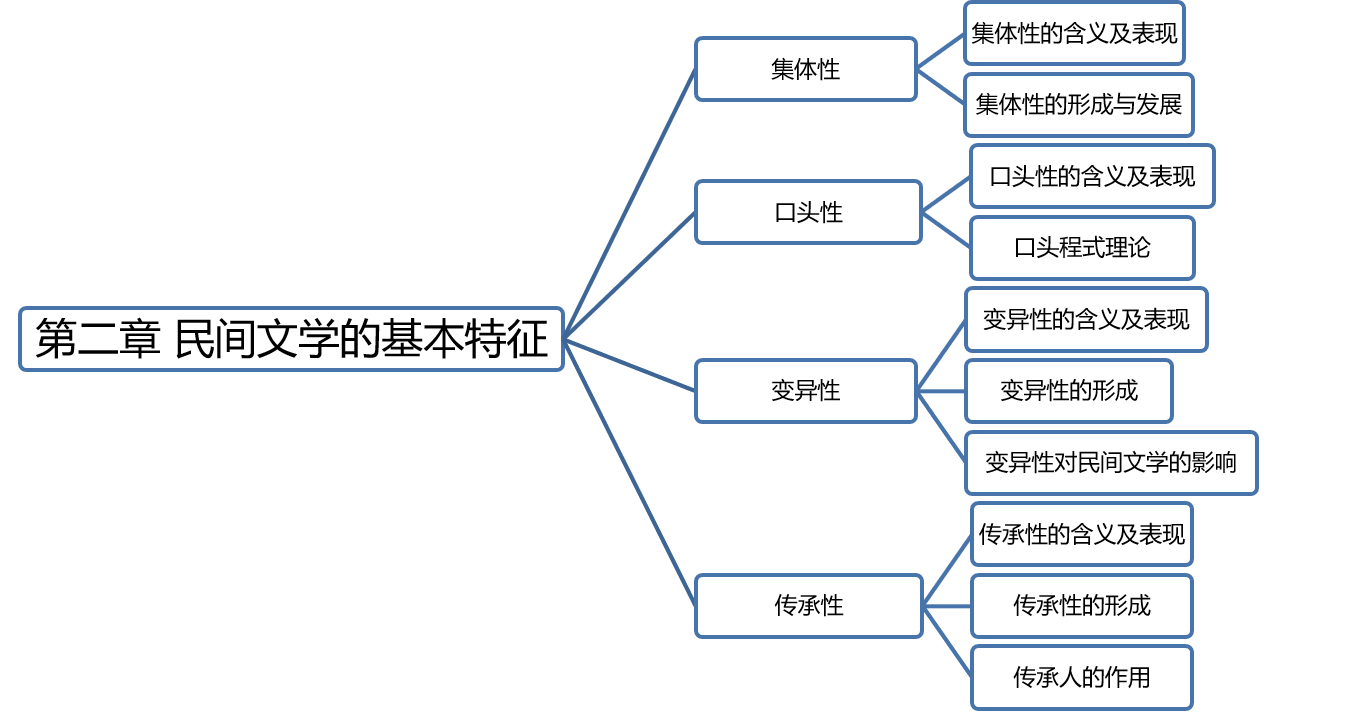 第二章 民间文学的基本特征
集体性
集体性的含义及表现
集体性的形成与发展
口头性
口头性的含义及表现
口头程式理论
变异性
变异性的含义及表现
变异性的形成
变异性对民间文学的影响
传承性
传承性的含义及表现
传承性的形成
传承人的作用